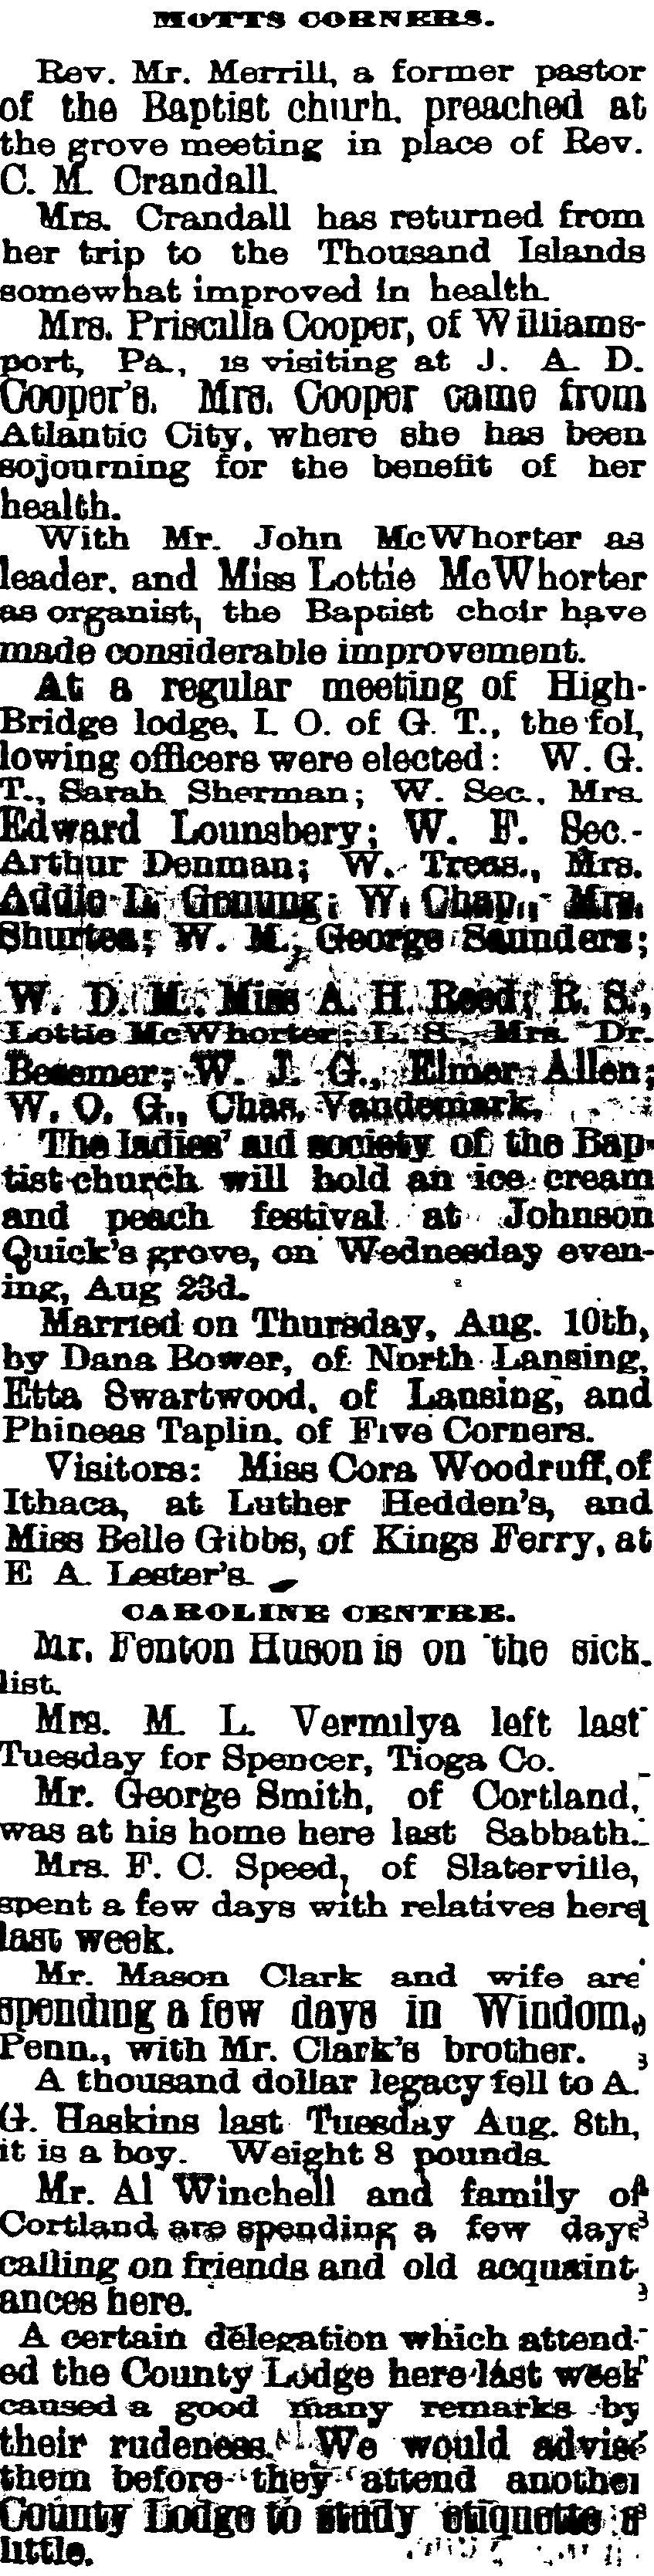 MOTTS CORNERS.
Rev. Mr. Merrill, a former pastor
of the Baptist churh, preached at
the grove meeting in place of Rev.
C. M. Crandall.
Mrs. Crandall has returned from
her trip to the Thousand Islands
somewhat improved in health.
Mrs. Priscilla Cooper, of Williams-
port, Pa., is visiting at J. A. D.
Cooper's. Mrs. Cooper came from
Atlantic City, where she has been
sojourning for the benefit of her
health.
With Mr. John McWhorter as
leader, and Miss Lottie McWhorter
as organist, the Baptist choir have
made considerable improvement.
At a regular meeting of High-
Bridge lodge, I. O. of G. T., the fol,
lowing officers were elected: W. G.
T., Sarah Sherman; W. Sec., Mrs.
Edward Lounsbery; W. F. Sec.-
Arthur Denman; W. Treas., Mrs.
Addie L. Genung; W. Chap., Mrs.
Shurtes; W. M., George Saunders;
W. D. M. Miss A. H. Reed; R. S.,
Lottie McWhorter; L. S., Mrs. Dr.
Besemer; W. I. G., Elmer Allen;
W. O. G., Chas. Vandemark.
The ladies' aid society of the Bap-
tist church will hold an ice cream
and peach festival at Johnson
Quick's grove, on Wednesday even-
ing, Aug 23d.
Married on Thursday, Aug. 10th,
by Dana Bower, of North Lansing,
Etta Swartwood, of Lansing, and
Phineas Taplin, of Five Corners.
Visitors: Miss Cora Woodruff, of
Ithaca, at Luther Hedden's, and
Miss Belle Gibbs, of Kings Ferry, at
E A. Lester's.
CAROLINE CENTRE.
Mr. Fenton Huson is on the sick
list.
Mrs. M. L. Vermilya left last
Tuesday for Spencer, Tioga Co.
Mr. George Smith, of Cortland,
was at his home here last Sabbath.
Mrs. F. C. Speed, of Slaterville,
spent a few days with relatives here
last week.
Mr. Mason Clark and wife are
spending a few days in Windom,
Penn., with Mr. Clark's brother.
A thousand dollar legacy fell to A.
G. Haskins last Tuesday Aug. 8th,
it is a boy. Weight 8 pounds.
Mr. Al Winchell and family of
Cortland are spending a few days
calling on friends and old acquaint-
ances here.
A certain delegation which attend-
ed the County Lodge here last week
caused a good many remarks by
their rudeness. We would advise
them before they attend another
County Lodge to study etiquette a
little.